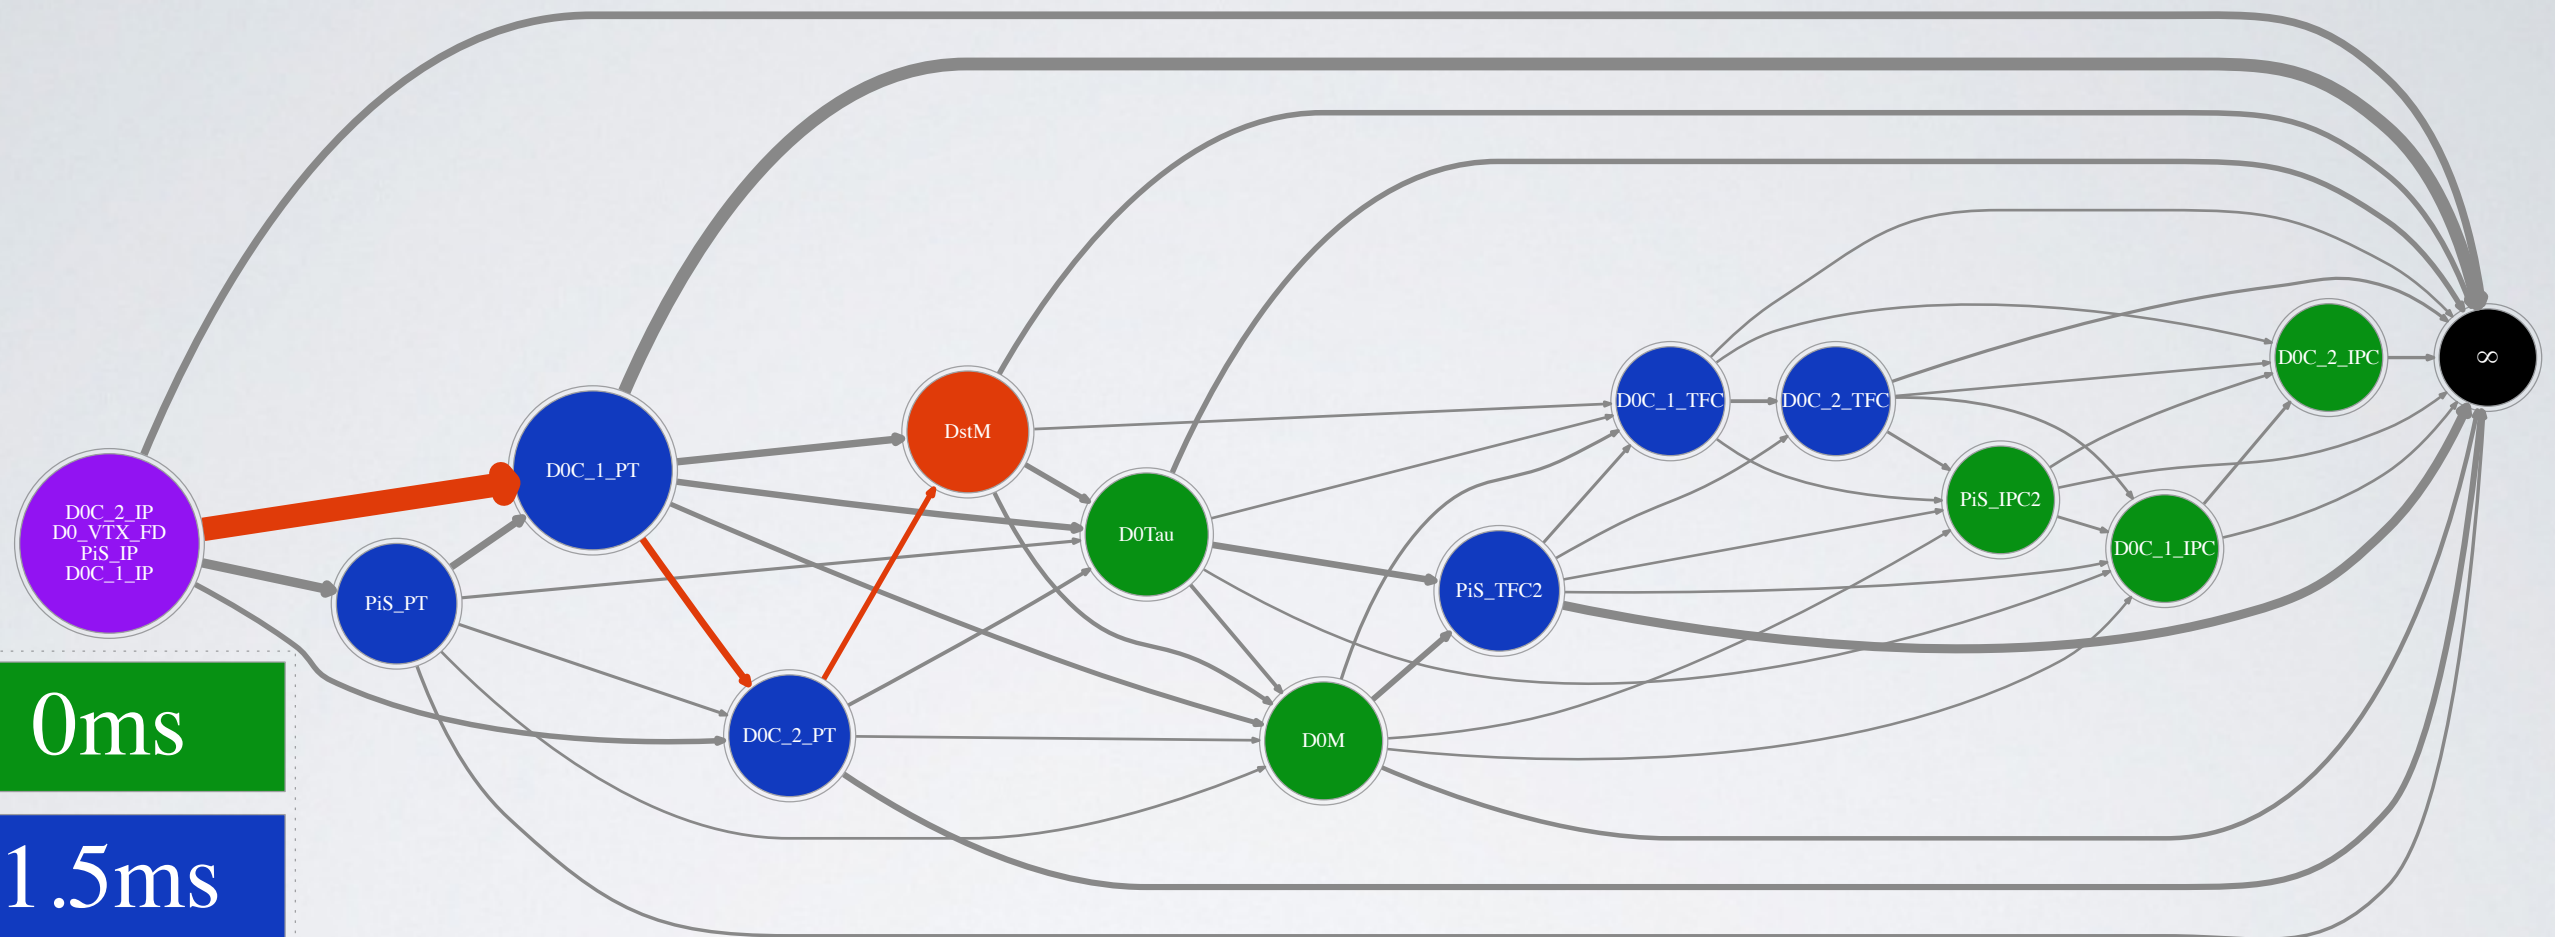 D0C_2_IP
D0_VTX_FD
PiS_IP
D0C_1_IP
PiS_PT
D0C_1_PT
D0C_2_PT
DstM
D0Tau
D0M
PiS_TFC2
D0C_1_TFC
D0C_2_TFC
PiS_IPC2
D0C_1_IPC
D0C_2_IPC
∞
0ms
1.5ms